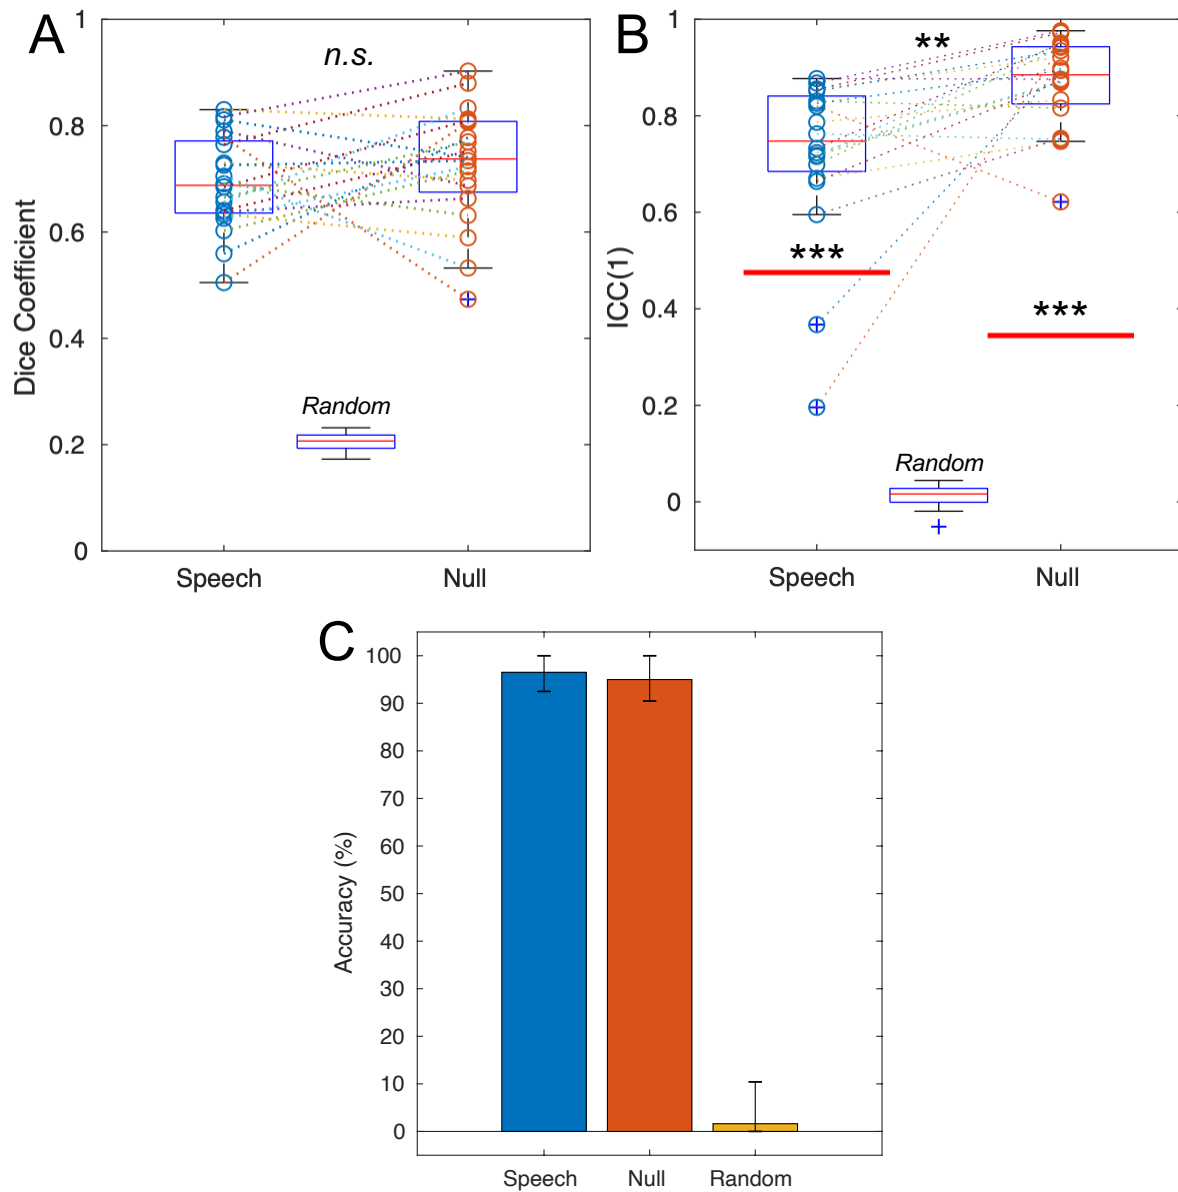 A
n.s.
1
0.8
0.6
0.4
0.2
0
Dice Coefficient
Random
Speech
Null
B
**
***
***
1
0.8
0.6
0.4
0.2
0
ICC(1)
Random
Speech
Null
C
100
90
80
70
60
50
40
30
20
10
0
Accuracy (%)
Speech
Null
Random